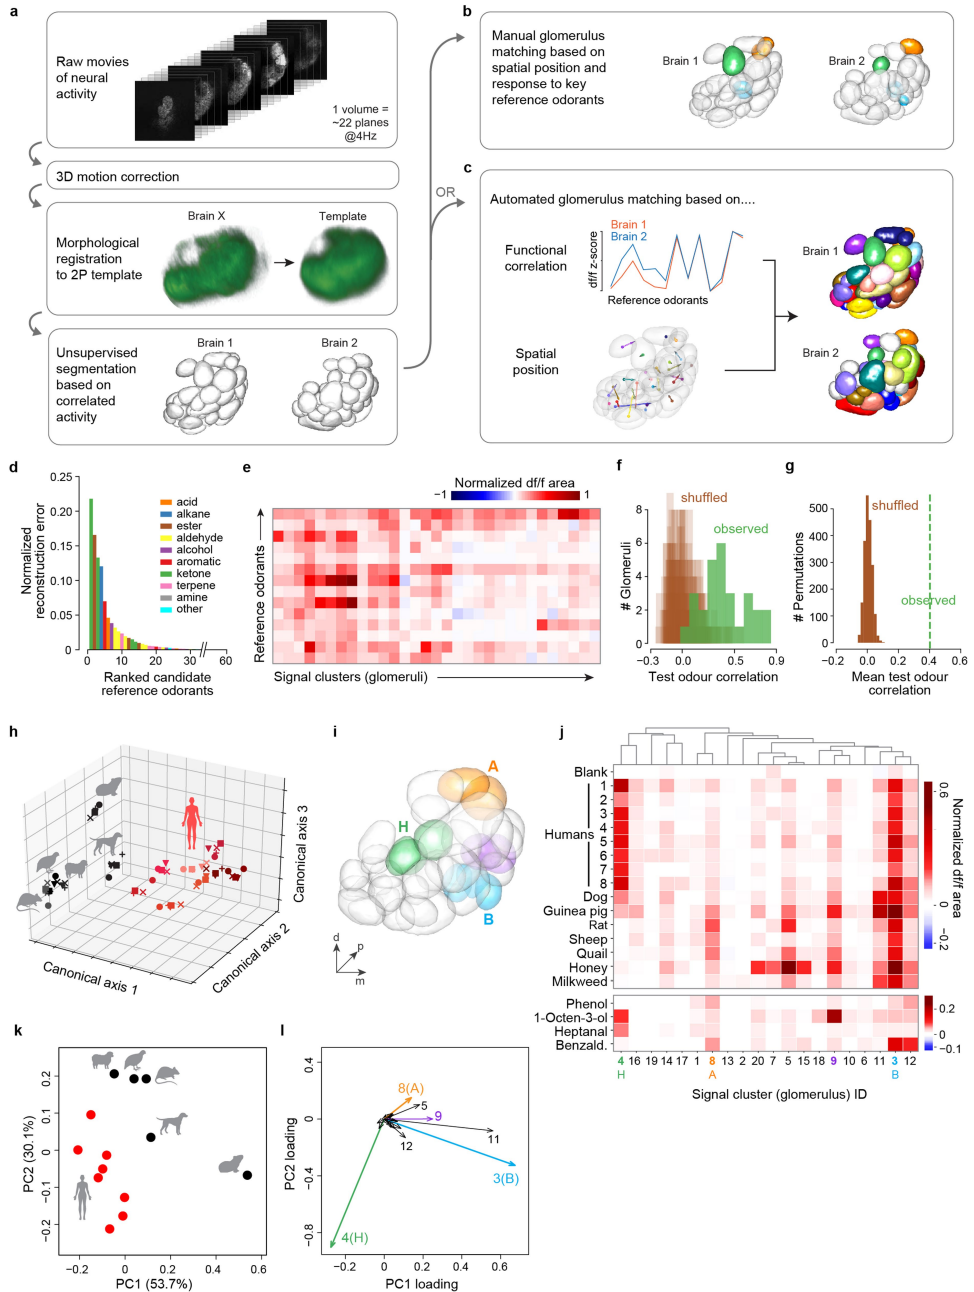 a
Raw movies
of neural
activity
1 volume =
~22 planes
@4Hz
3D motion correction
Brain X
Template
Morphological
registration
to 2P template
Unsupervised
segmentation
based on
correlated
activity
Brain 1
Brain 2
OR
b
Manual glomerulus
matching based on
spatial position and
response to key
reference odorants
Brain 1
Brain 2
c
Automated glomerulus matching based on....
Functional
correlation
Brain 1
Brain 2
df/f z-score
Reference odorants
Spatial
position
Brain 1
Brain 2
d
Normalized
reconstruction error
0.25
0.20
0.15
0.10
0.05
0
0
10
20
30
60
Ranked candidate
reference odorants
acid
alkane
ester
aldehyde
alcohol
aromatic
ketone
terpene
amine
other
e
Normalized df/f area
−1
1
Reference odorants
Signal clusters (glomeruli)
f
shuffled
observed
# Glomeruli
8
6
4
2
0
−0.3
0.0
0.5
0.9
Test odour correlation
g
shuffled
observed
# Permutations
500
400
300
200
100
0
−0.2
0.0
0.2
0.4
0.6
Mean test odour
correlation
h
Canonical axis 1
Canonical axis 2
Canonical axis 3
i
A
H
B
d
p
m
j
Blank
1
2
3
Humans
4
5
6
7
8
Dog
Guinea pig
Rat
Sheep
Quail
Honey
Milkweed
Phenol
1-Octen-3-ol
Heptanal
Benzald.
0.6
0
−0.2
Normalized df/f area
0.2
0
−0.1
4 16 19 14 17 1 8 13 2 20 7 5 15 18 9 10 6 11 3 12
H A B
Signal cluster (glomerulus) ID
k
PC2 (30.1%)
0.2
0.1
0
−0.1
−0.2
0
0.2
0.4
0.6
PC1 (53.7%)
l
PC2 loading
0.4
0
−0.4
−0.8
−0.2
0
0.2
0.4
0.6
PC1 loading
8(A)
5
9
11
12
3(B)
4(H)